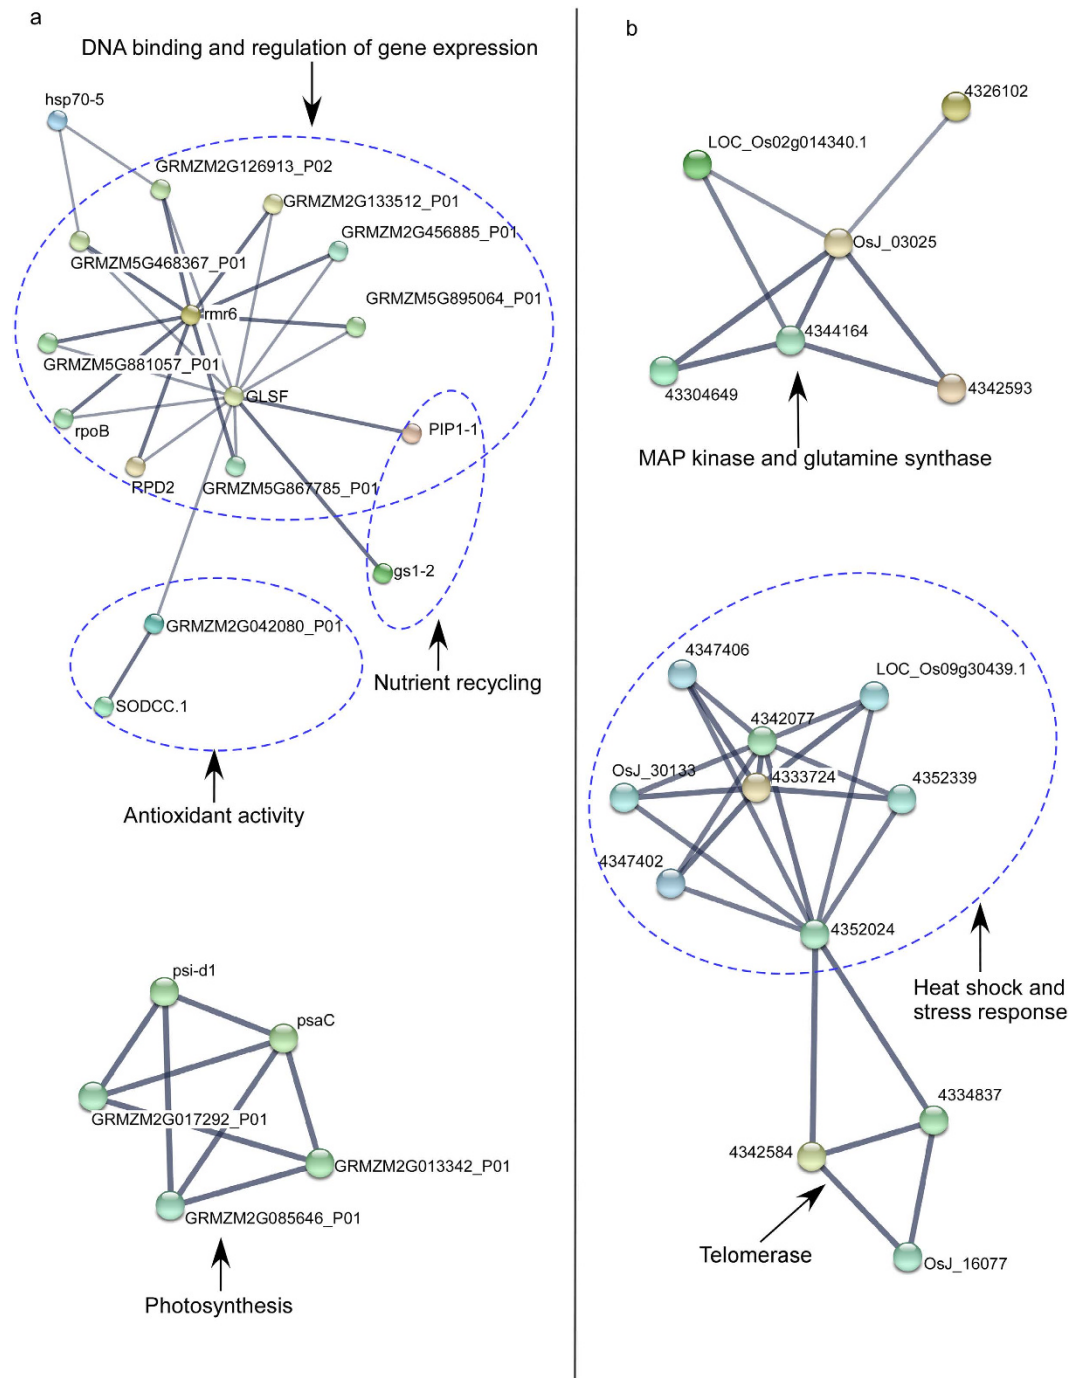 a
DNA binding and regulation of gene expression
hsp70-5
GRMZM2G126913_P02
GRMZM2G133512_P01
GRMZM2G456885_P01
GRMZM5G468367_P01
GRMZM5G895064_P01
rmr6
GRMZM5G881057_P01
GLSF
rpoB
PIP1-1
RPD2
GRMZM5G867785_P01
gs1-2
GRMZM2G042080_P01
Nutrient recycling
SODCC.1
Antioxidant activity
psi-d1
psaC
GRMZM2G017292_P01
GRMZM2G013342_P01
GRMZM2G085646_P01
Photosynthesis
b
4326102
LOC_Os02g014340.1
OsJ_03025
4344164
43304649
4342593
MAP kinase and glutamine synthase
4347406
LOC_Os09g30439.1
4342077
OsJ_30133
4333724
4352339
4347402
4352024
Heat shock and
stress response
4334837
4342584
Telomerase
OsJ_16077